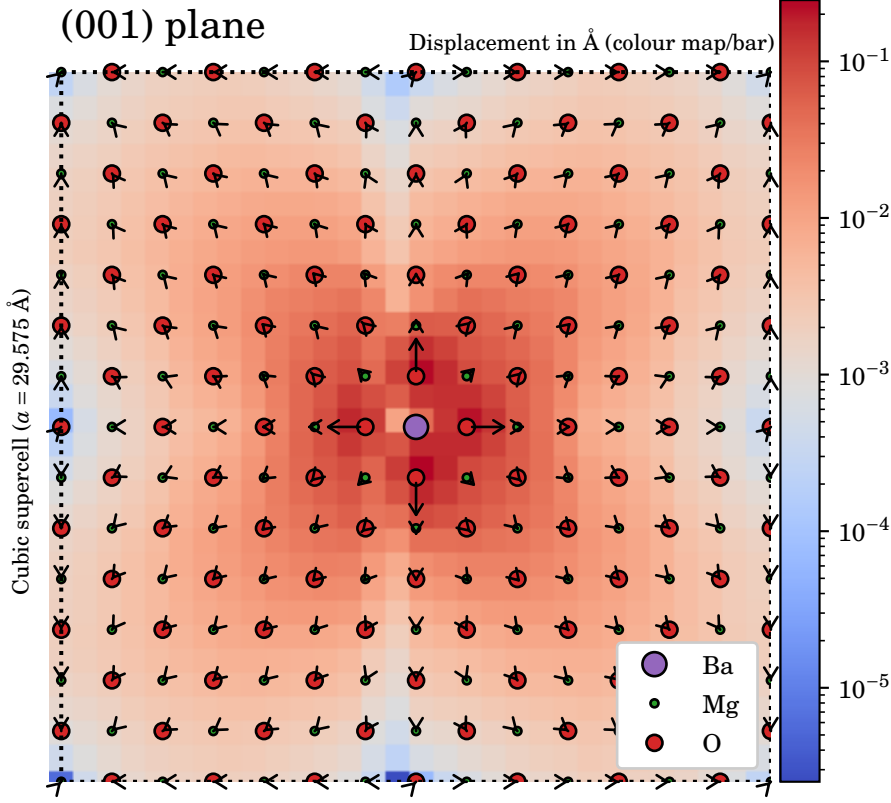 (001) plane
Displacement in Å (colour map/bar)
Cubic supercell (a = 29.575 Å)
10⁻¹
10⁻²
10⁻³
10⁻⁴
10⁻⁵
Ba
Mg
O